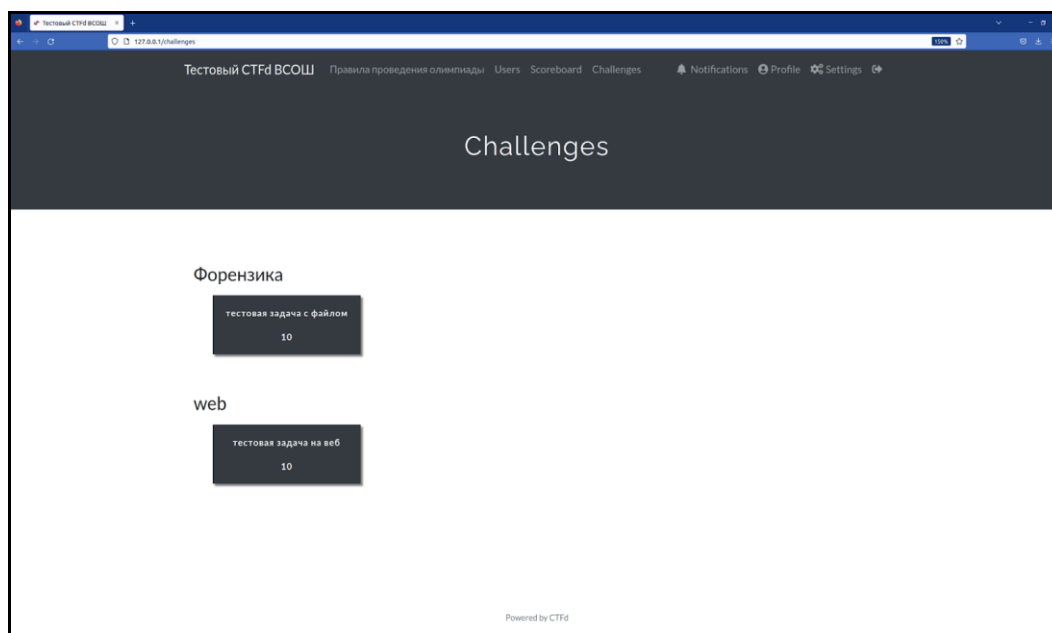 Тестовый CTFd ВСОШ
127.0.0.1/challenges
150%
Тестовый CTFd ВСОШ Правила проведения олимпиады Users Scoreboard Challenges Notifications Profile Settings
Challenges
Форензика
тестовая задача с файлом
10
web
тестовая задача на веб
10
Powered by CTFd